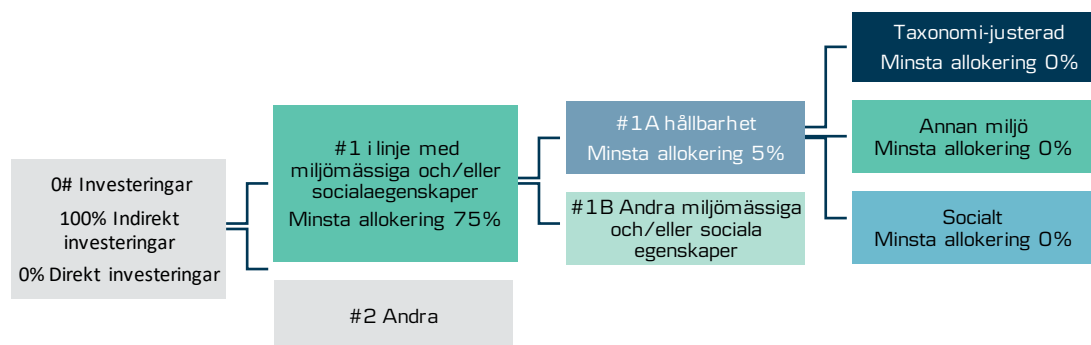 0# Investeringar
100% Indirekt
investeringar
0% Direkt investeringar
#1 i linje med
miljömässiga och/eller
socialaegenskaper
Minsta allokering 75%
#2 Andra
#1A hållbarhet
Minsta allokering 5%
#1B Andra miljömässiga
och/eller sociala
egenskaper
Taxonomi-justerad
Minsta allokering 0%
Annan miljö
Minsta allokering 0%
Socialt
Minsta allokering 0%